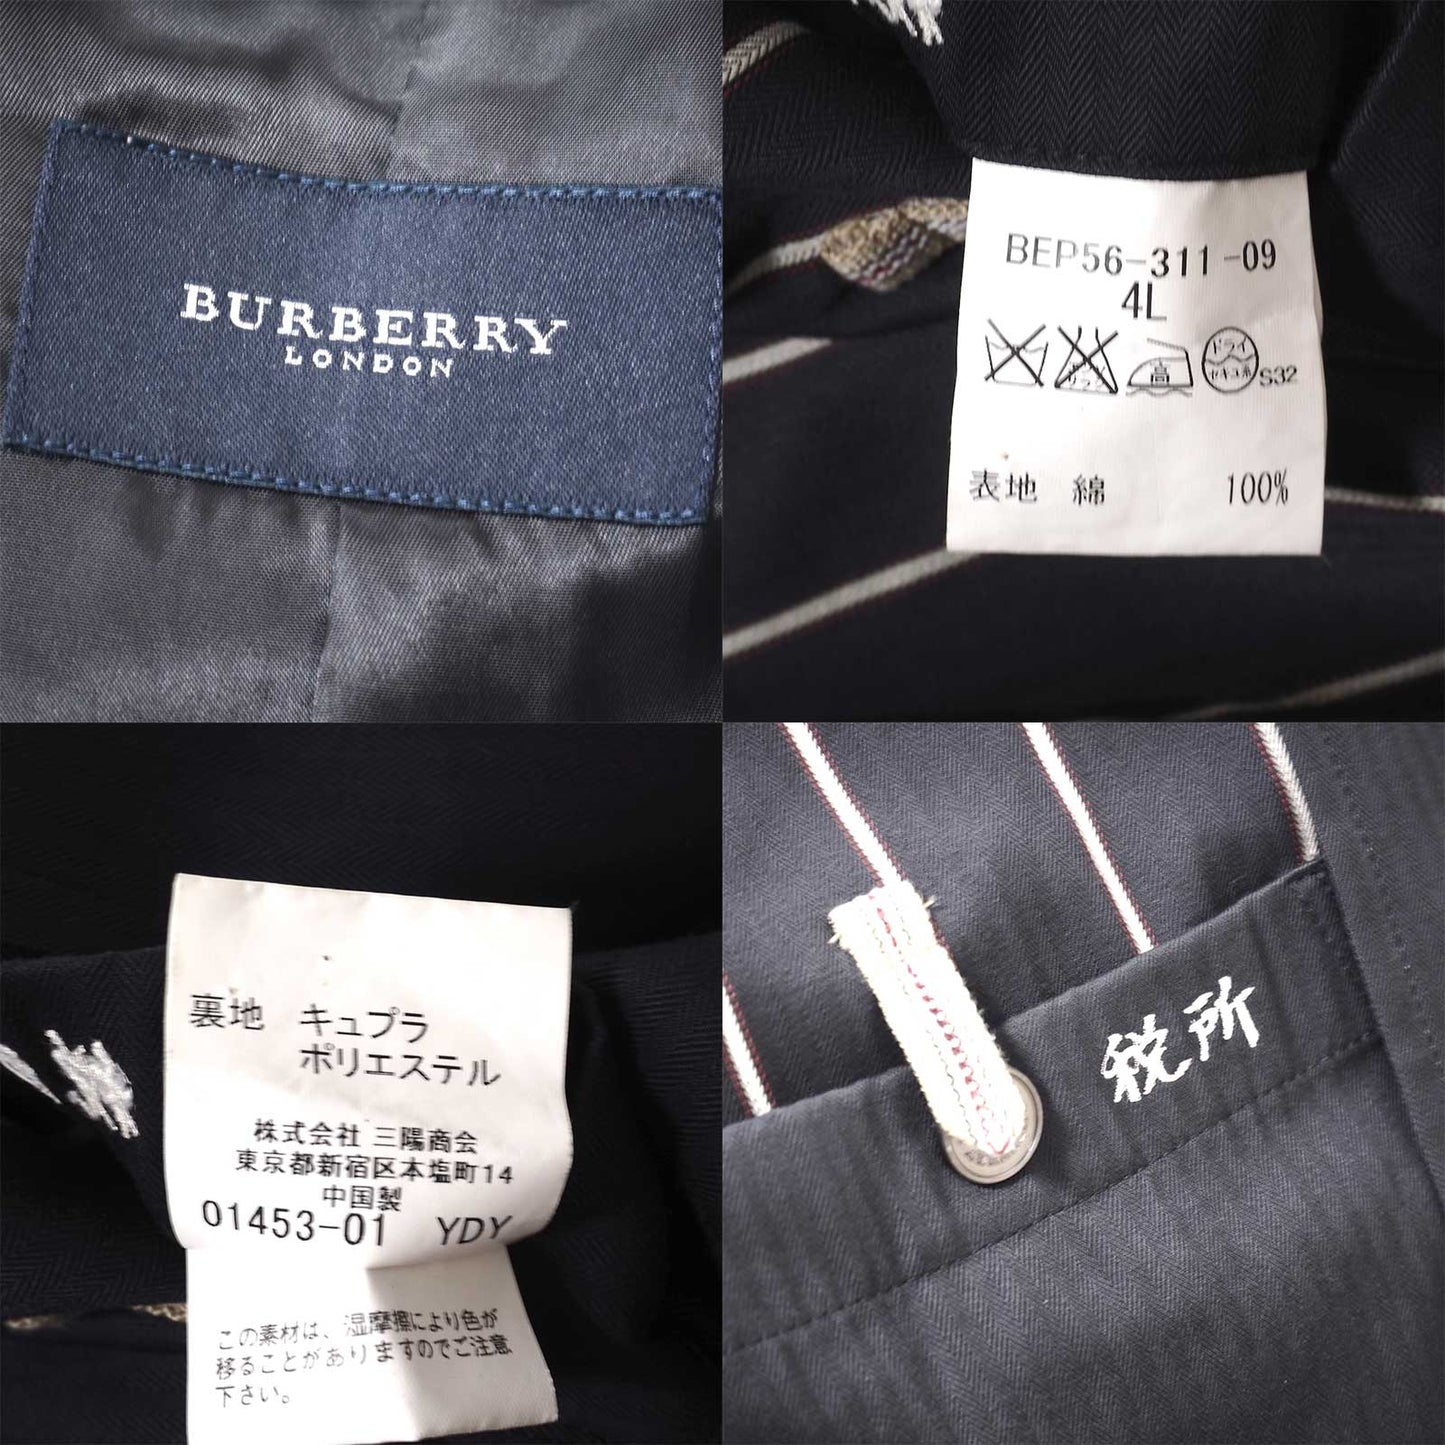 BURBERRY
LONDON
BEP56-311-09
4L
高
ドライ
セキユ系
S32
表地 綿 100%
裏地 キュプラ
ポリエステル
株式会社 三陽商会
東京都新宿区本塩町14
中国製
01453-01 YDY
この素材は、湿摩擦により色が
移ることがありますのでご注意
下さい。
税所